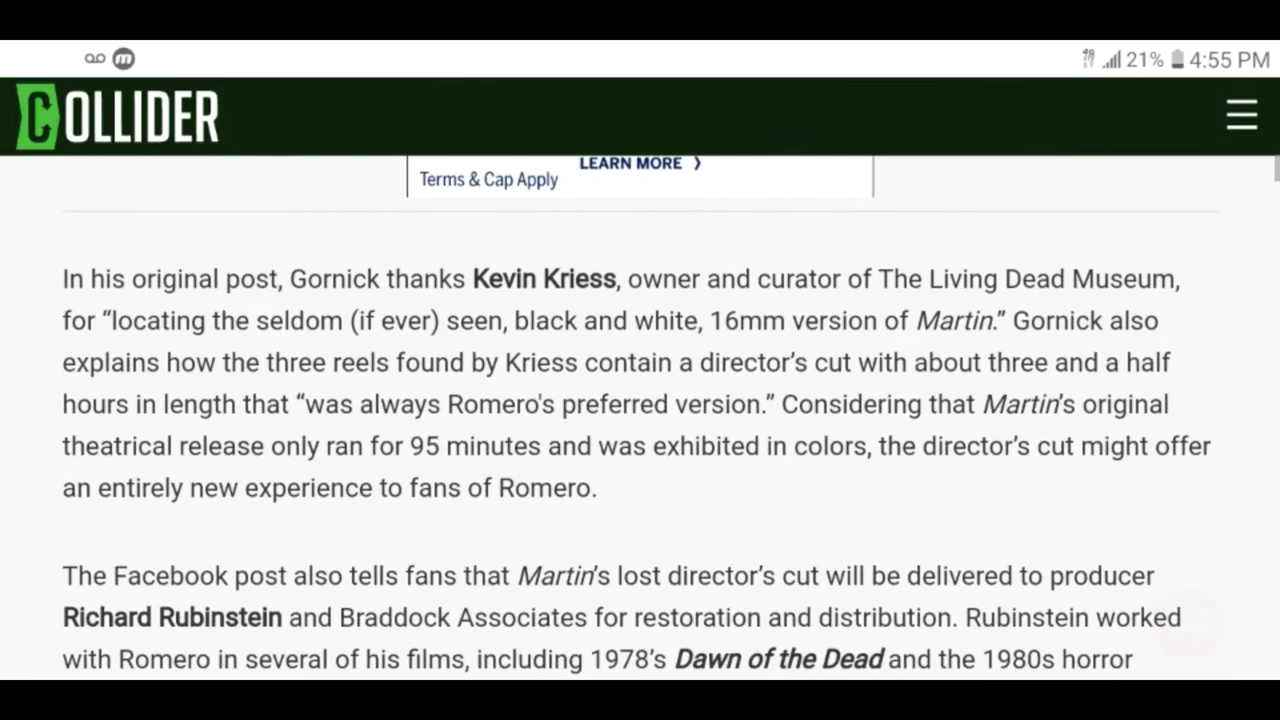 21% 4:55 PM
COLLIDER
LEARN MORE ❯
Terms & Cap Apply
In his original post, Gornick thanks Kevin Kriess, owner and curator of The Living Dead Museum,
for “locating the seldom (if ever) seen, black and white, 16mm version of Martin.” Gornick also
explains how the three reels found by Kriess contain a director’s cut with about three and a half
hours in length that “was always Romero's preferred version.” Considering that Martin’s original
theatrical release only ran for 95 minutes and was exhibited in colors, the director’s cut might offer
an entirely new experience to fans of Romero.
The Facebook post also tells fans that Martin’s lost director’s cut will be delivered to producer
Richard Rubinstein and Braddock Associates for restoration and distribution. Rubinstein worked
with Romero in several of his films, including 1978’s Dawn of the Dead and the 1980s horror